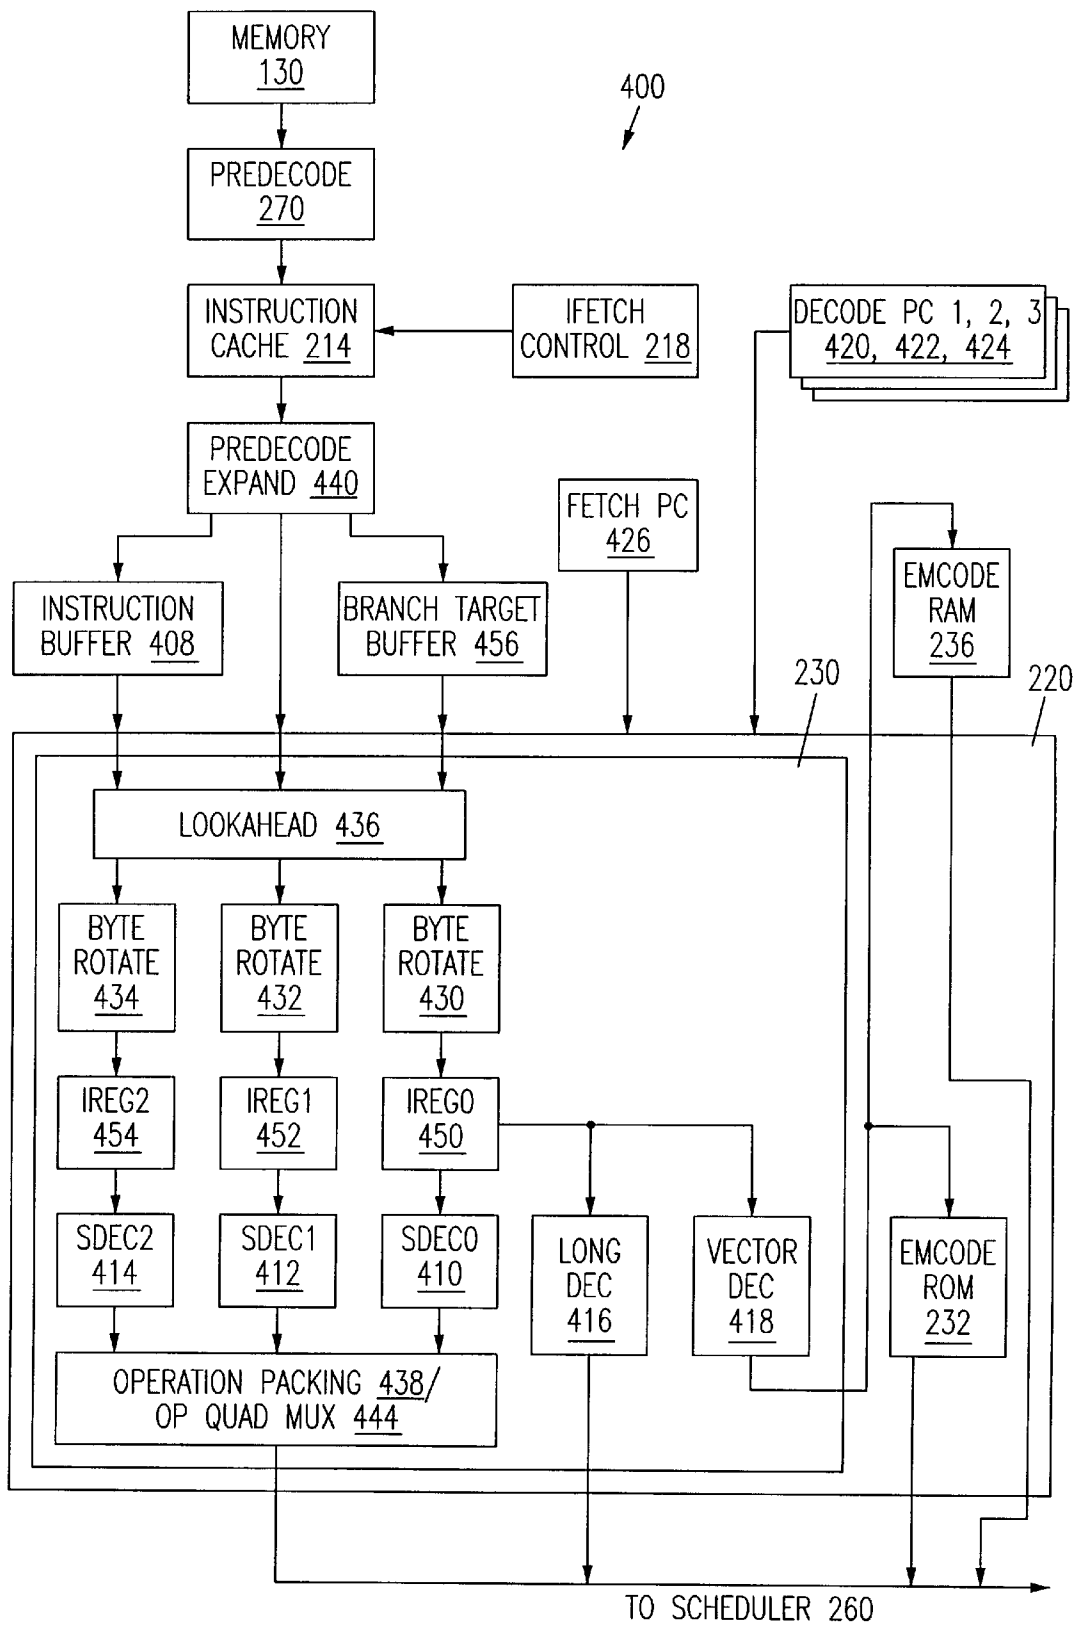 MEMORY
130
400
PREDECODE
270
INSTRUCTION
CACHE 214
IFETCH
CONTROL 218
DECODE PC 1, 2, 3
420, 422, 424
PREDECODE
EXPAND 440
FETCH PC
426
EMCODE
RAM
236
INSTRUCTION
BUFFER 408
BRANCH TARGET
BUFFER 456
230
220
LOOKAHEAD 436
BYTE
ROTATE
434
BYTE
ROTATE
432
BYTE
ROTATE
430
IREG2
454
IREG1
452
IREG0
450
SDEC2
414
SDEC1
412
SDEC0
410
LONG
DEC
416
VECTOR
DEC
418
EMCODE
ROM
232
OPERATION PACKING 438/
OP QUAD MUX 444
TO SCHEDULER 260